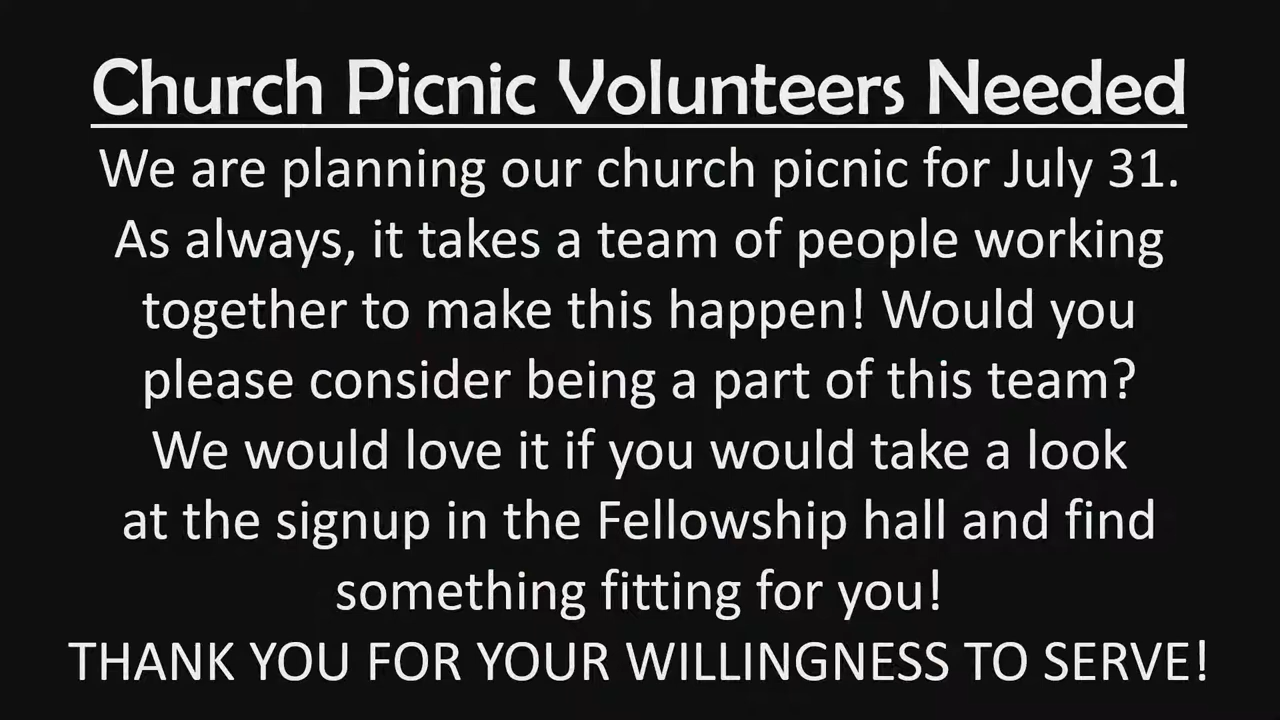 Church Picnic Volunteers Needed
We are planning our church picnic for July 31.
As always, it takes a team of people working
together to make this happen! Would you
please consider being a part of this team?
We would love it if you would take a look
at the signup in the Fellowship hall and find
something fitting for you!
THANK YOU FOR YOUR WILLINGNESS TO SERVE!